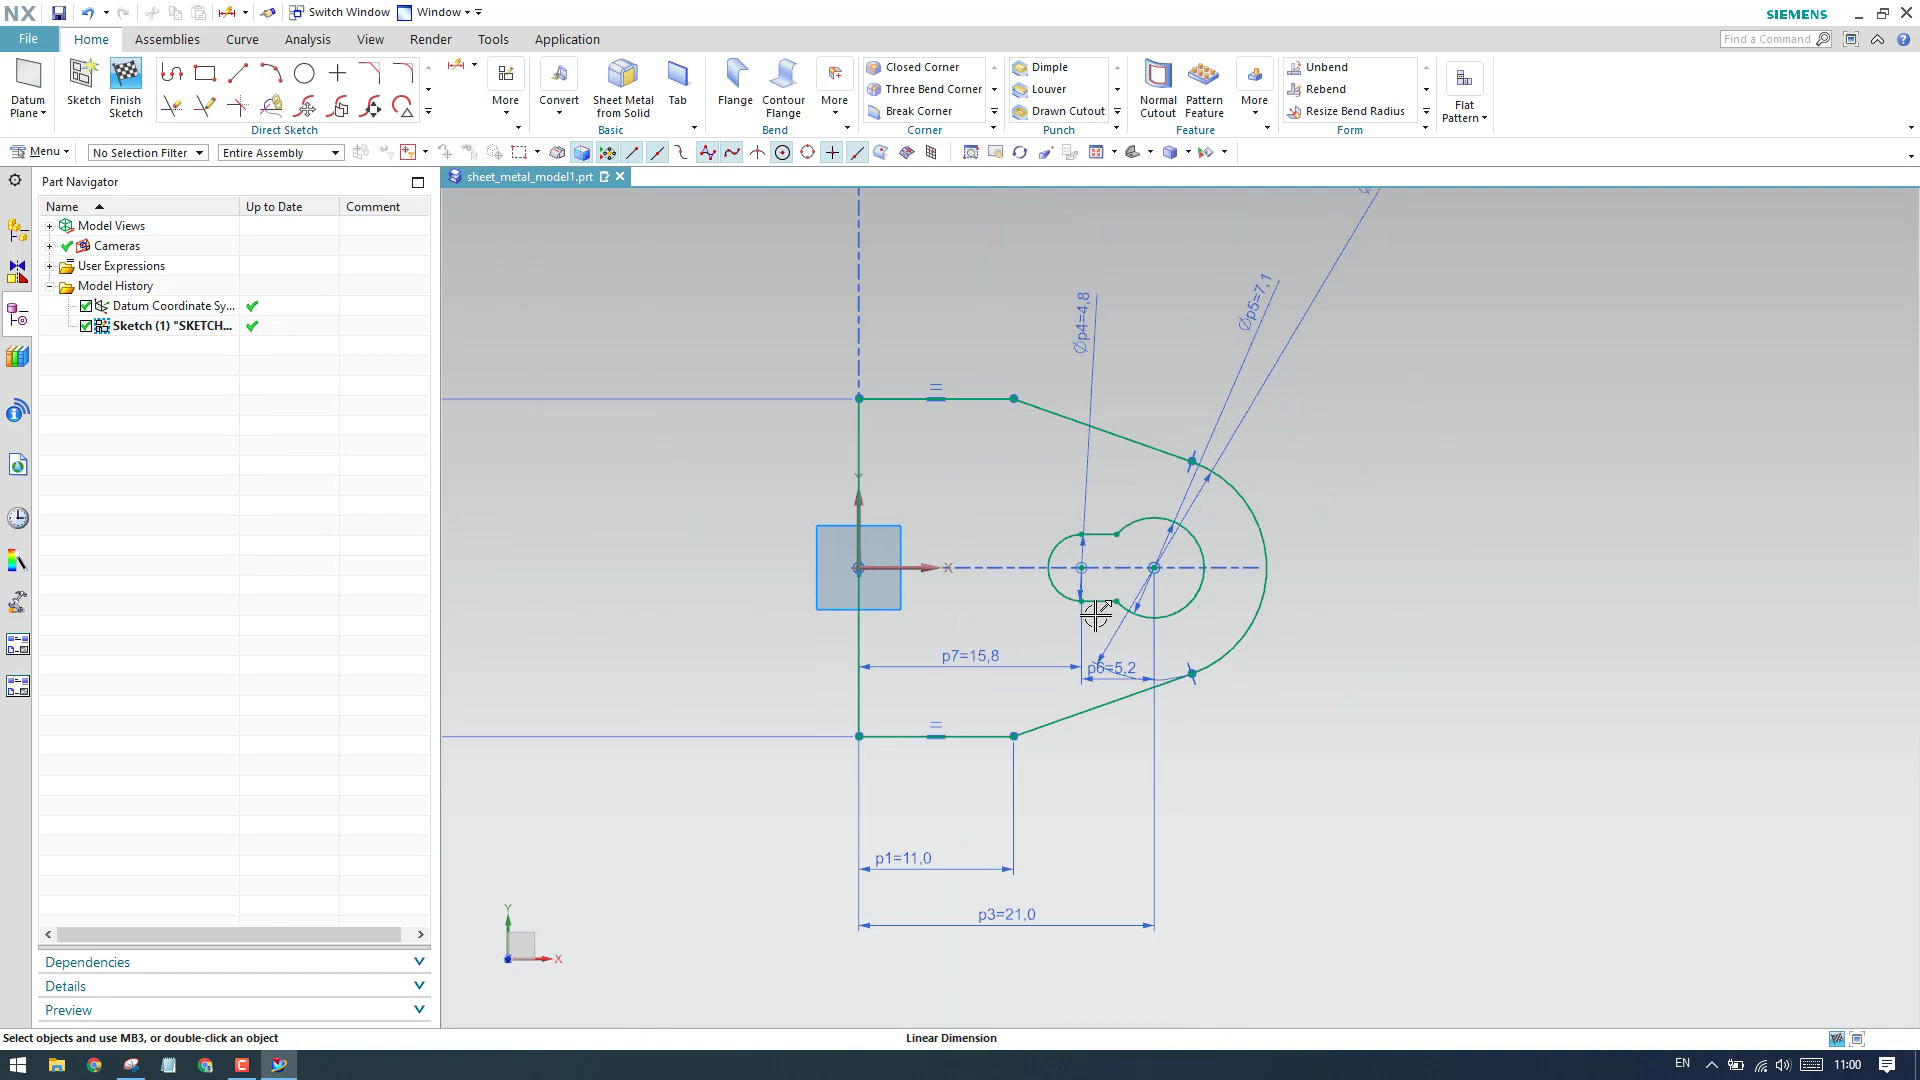 NX Switch Window Window SIEMENS
File Home Assemblies Curve Analysis View Render Tools Application Find a Command
Datum Plane Sketch Finish Sketch More Convert Sheet Metal from Solid Tab Flange Contour Flange More Closed Corner Three Bend Corner Break Corner Dimple Louver Drawn Cutout Normal Cutout Pattern Feature More Unbend Rebend Resize Bend Radius Flat Pattern
Direct Sketch Basic Bend Corner Punch Feature Form
Menu No Selection Filter Entire Assembly
Part Navigator
sheet_metal_model1.prt
Name Up to Date Comment
Model Views
Cameras
User Expressions
Model History
Datum Coordinate Sy...
Sketch (1) "SKETCH...
Øp4=4,8
Øp5=7,1
Y
X
p7=15,8
p6=5,2
p1=11,0
p3=21,0
Y
X
Dependencies
Details
Preview
Select objects and use MB3, or double-click an object
Linear Dimension
EN 11:00